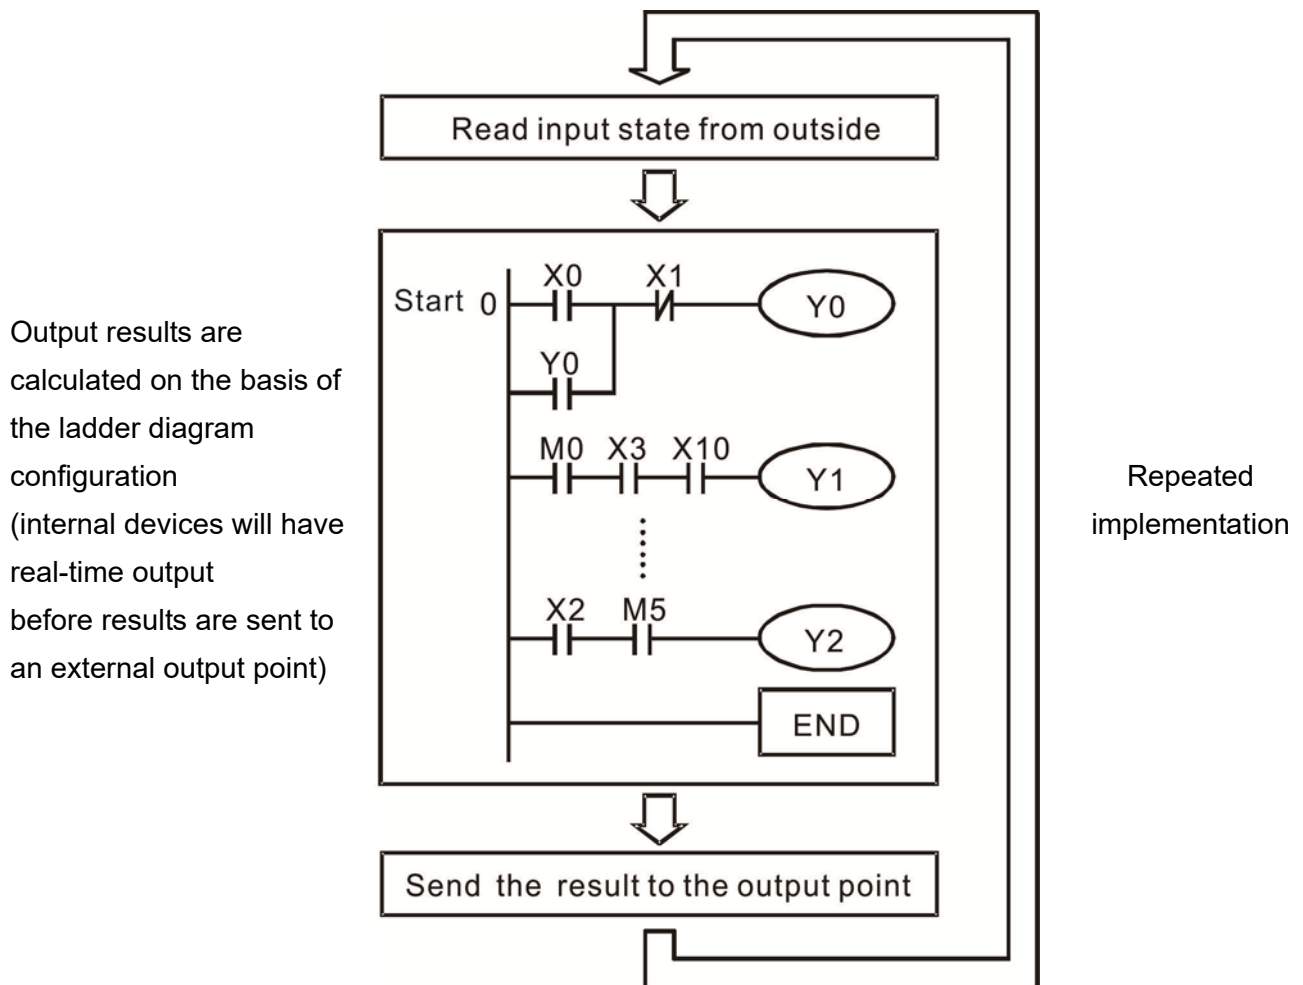 Read input state from outside
Output results are
calculated on the basis of
the ladder diagram
configuration
(internal devices will have
real-time output
before results are sent to
an external output point)
X0 X1
Start 0 Y0
Y0
M0 X3 X10
Y1
X2 M5
Y2
END
Send the result to the output point
Repeated
implementation